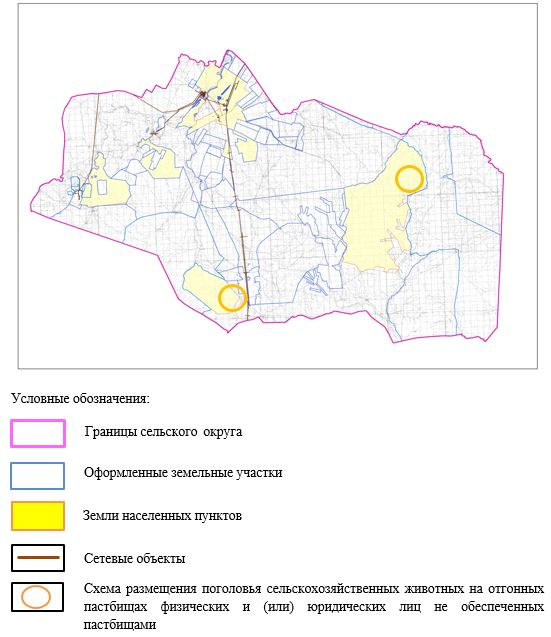 Условные обозначения:
Границы сельского округа
Оформленные земельные участки
Земли населенных пунктов
Сетевые объекты
Схема размещения поголовья сельскохозяйственных животных на отгонных
пастбищах физических и (или) юридических лиц не обеспеченных
пастбищами